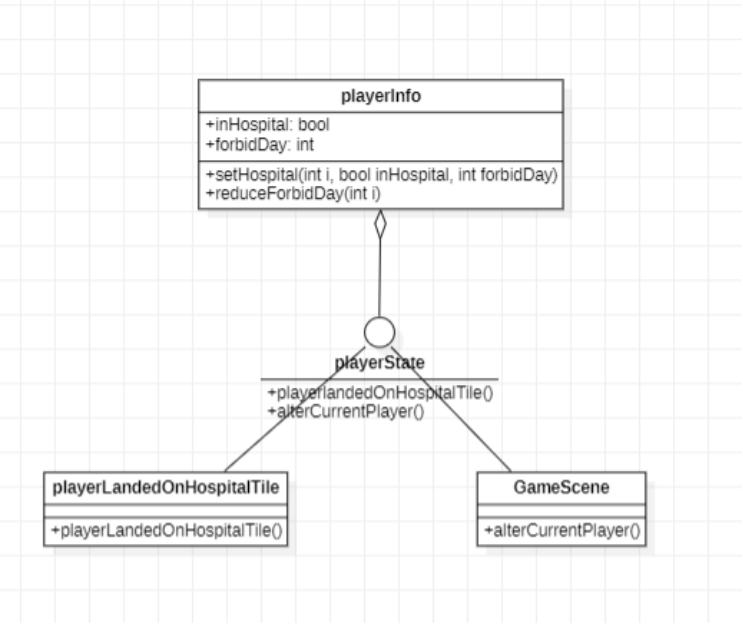 playerInfo
+inHospital: bool
+forbidDay: int
+setHospital(int i, bool inHospital, int forbidDay)
+reduceForbidDay(int i)
playerState
+playerlandedOnHospitalTile()
+alterCurrentPlayer()
playerLandedOnHospitalTile
+playerLandedOnHospitalTile()
GameScene
+alterCurrentPlayer()